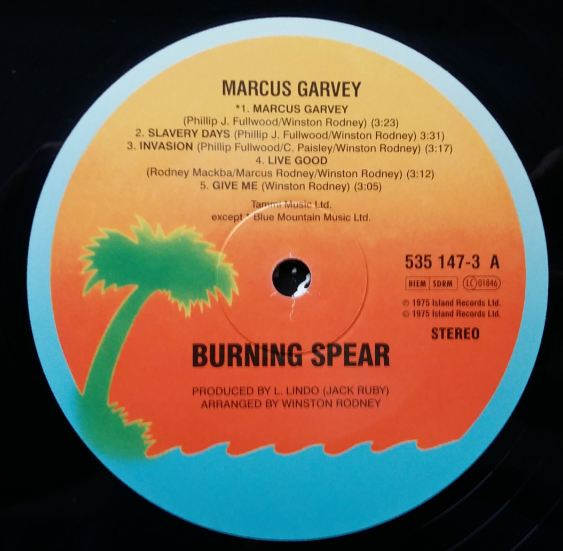 MARCUS GARVEY
*1. MARCUS GARVEY
(Phillip J. Fullwood/Winston Rodney) (3:23)
2. SLAVERY DAYS (Phillip J. Fullwood/Winston Rodney) 3:31)
3. INVASION (Phillip Fullwood/C. Paisley/Winston Rodney) (3:17)
4. LIVE GOOD
(Rodney Mackba/Marcus Rodney/Winston Rodney) (3:12)
5. GIVE ME (Winston Rodney) (3:05)
Tammi Music Ltd.
except * Blue Mountain Music Ltd.
535 147-3 A
BIEM SDRM LC 01846
℗ 1975 Island Records Ltd.
© 1975 Island Records Ltd.
STEREO
BURNING SPEAR
PRODUCED BY L. LINDO (JACK RUBY)
ARRANGED BY WINSTON RODNEY